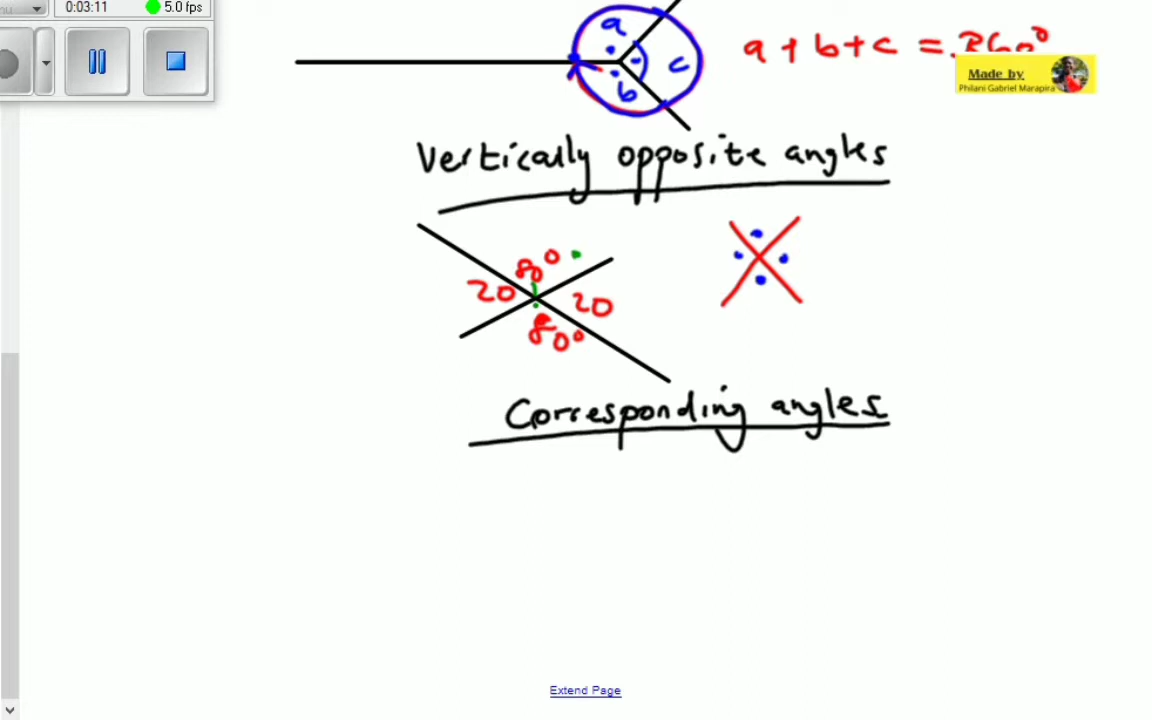 0:03:11 5.0 fps
a
c
b
a + b + c = 360°
Made by
Philani Gabriel Marapira
Vertically opposite angles
80°
20
20
80°
Corresponding angles
Extend Page